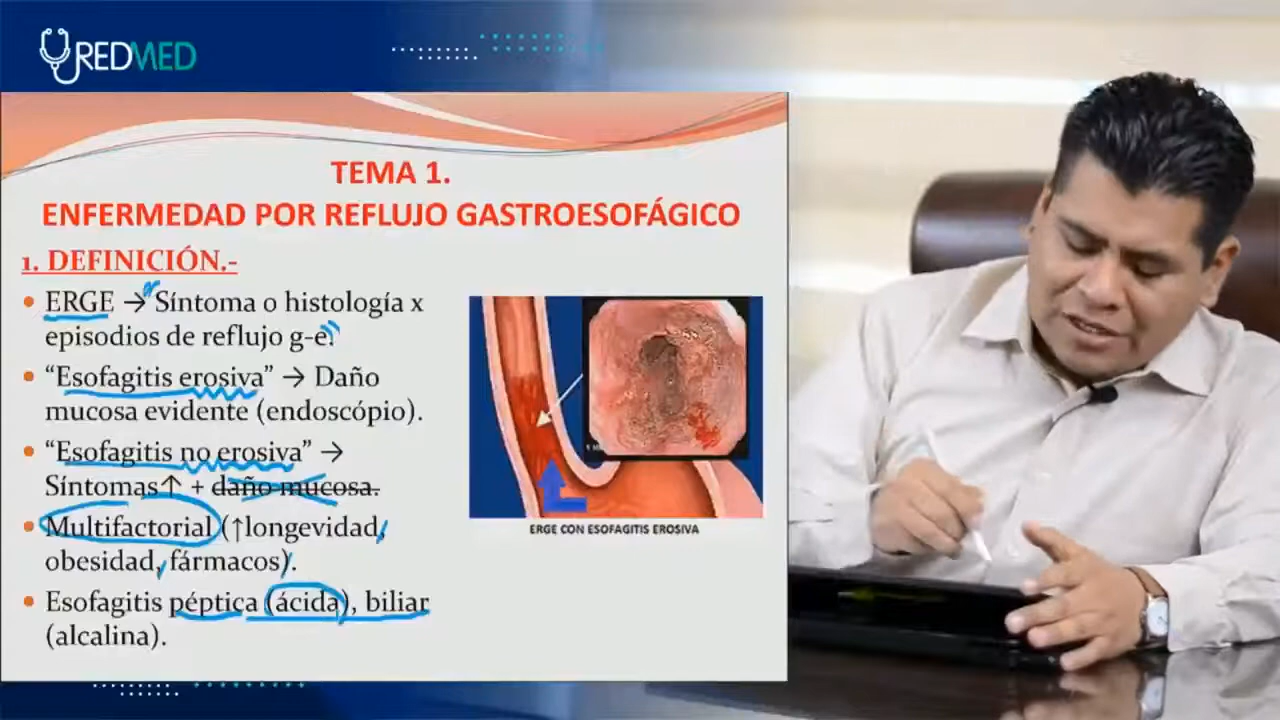 REDMED
TEMA 1.
ENFERMEDAD POR REFLUJO GASTROESOFÁGICO
1. DEFINICIÓN.-
• ERGE → Síntoma o histología x
episodios de reflujo g-e.
• “Esofagitis erosiva” → Daño
mucosa evidente (endoscópio).
• “Esofagitis no erosiva” →
Síntomas↑ + daño mucosa.
• Multifactorial (↑longevidad,
obesidad, fármacos).
• Esofagitis péptica (ácida), biliar
(alcalina).
ERGE CON ESOFAGITIS EROSIVA